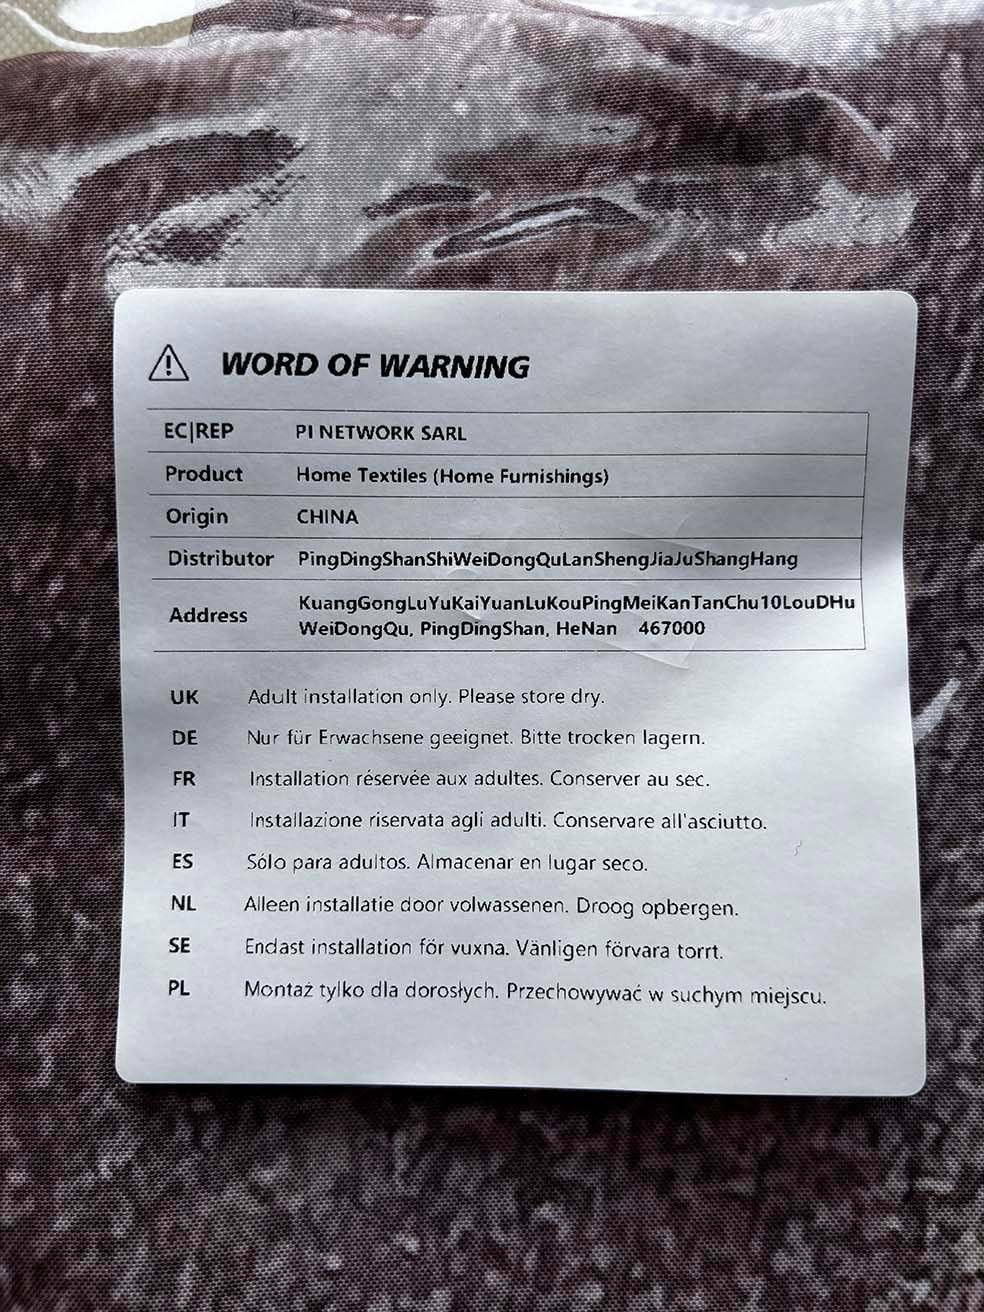 WORD OF WARNING
EC|REP PI NETWORK SARL
Product Home Textiles (Home Furnishings)
Origin CHINA
Distributor PingDingShanShiWeiDongQuLanShengJiaJuShangHang
Address KuangGongLuYuKaiYuanLuKouPingMeiKanTanChu10LouDHu
WeiDongQu, PingDingShan, HeNan 467000
UK Adult installation only. Please store dry.
DE Nur für Erwachsene geeignet. Bitte trocken lagern.
FR Installation réservée aux adultes. Conserver au sec.
IT Installazione riservata agli adulti. Conservare all'asciutto.
ES Sólo para adultos. Almacenar en lugar seco.
NL Alleen installatie door volwassenen. Droog opbergen.
SE Endast installation för vuxna. Vänligen förvara torrt.
PL Montaż tylko dla dorosłych. Przechowywać w suchym miejscu.